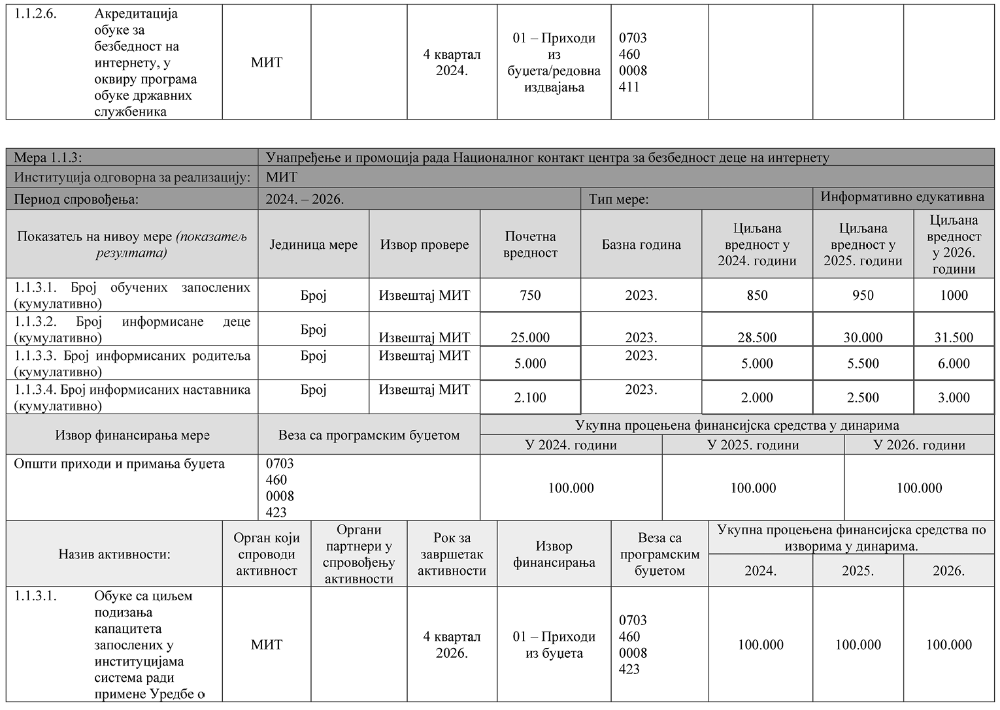 1.1.2.6. Акредитација
обуке за
безбедност на
интернету, у
оквиру програма
обуке државних
службеника
МИТ
4 квартал
2024.
01 – Приходи
из
буџета/редовна
издвајања
0703
460
0008
411
Мера 1.1.3: Унапређење и промоција рада Националног контакт центра за безбедност деце на интернету
Институција одговорна за реализацију: МИТ
Период спровођења: 2024. – 2026. Тип мере: Информативно едукативна
Показатељ на нивоу мере (показатељ
резултата)
Јединица мере
Извор провере
Почетна
вредност
Базна година
Циљана
вредност у
2024. години
Циљана
вредност у
2025. години
Циљана
вредност
у 2026.
години
1.1.3.1. Број обучених запослених
(кумулативно)
Број Извештај МИТ 750 2023. 850 950 1000
1.1.3.2. Број информисане деце
(кумулативно)
Број Извештај МИТ 25.000 2023. 28.500 30.000 31.500
1.1.3.3. Број информисаних родитеља
(кумулативно)
Број Извештај МИТ 5.000 2023. 5.000 5.500 6.000
1.1.3.4. Број информисаних наставника
(кумулативно)
Број Извештај МИТ 2.100 2023. 2.000 2.500 3.000
Извор финансирања мере
Веза са програмским буџетом
Укупна процењена финансијска средства у динарима
У 2024. години У 2025. години У 2026. години
Општи приходи и примања буџета
0703
460
0008
423
100.000 100.000 100.000
Назив активности:
Орган који
спроводи
активност
Органи
партнери у
спровођењу
активности
Рок за
завршетак
активности
Извор
финансирања
Веза са
програмским
буџетом
Укупна процењена финансијска средства по
изворима у динарима.
2024. 2025. 2026.
1.1.3.1. Обуке са циљем
подизања
капацитета
запослених у
институцијама
система ради
примене Уредбе о
МИТ
4 квартал
2026.
01 – Приходи
из буџета
0703
460
0008
423
100.000 100.000 100.000